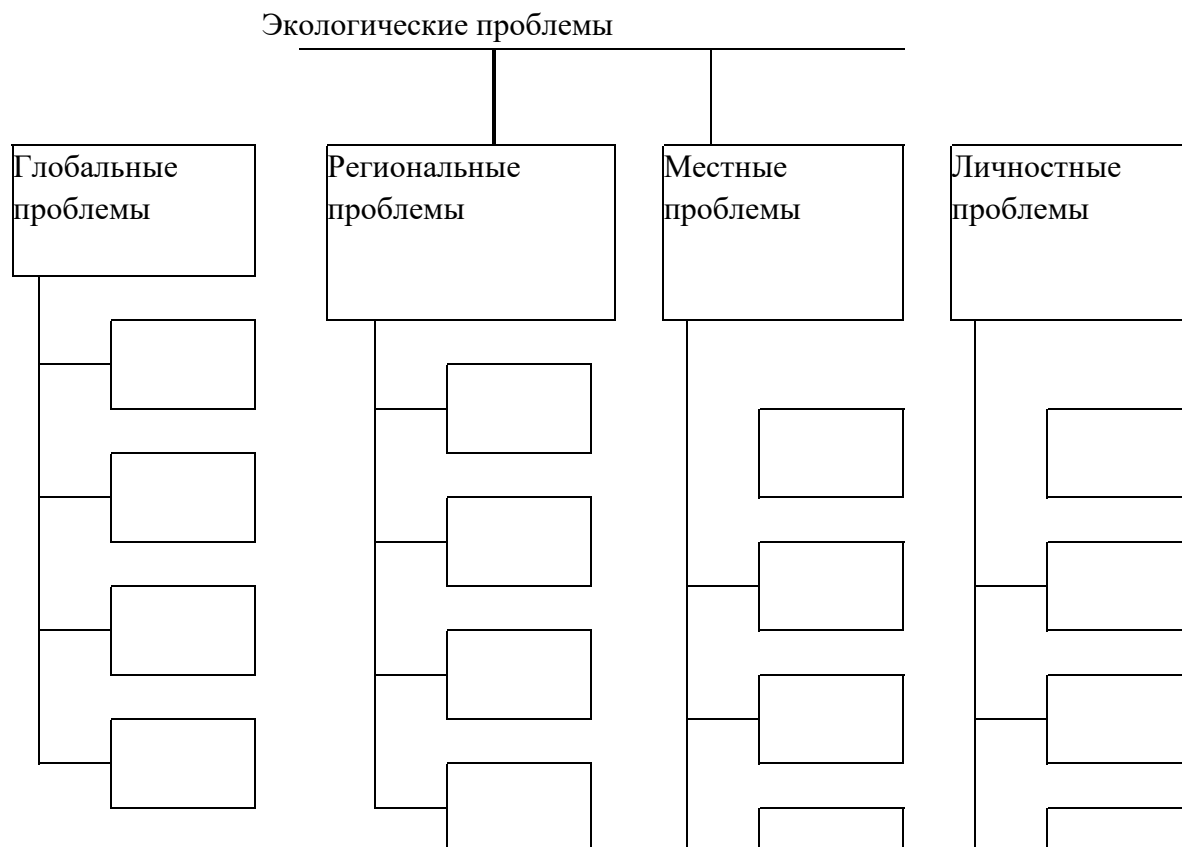 Экологические проблемы
Глобальные
проблемы
Региональные
проблемы
Местные
проблемы
Личностные
проблемы